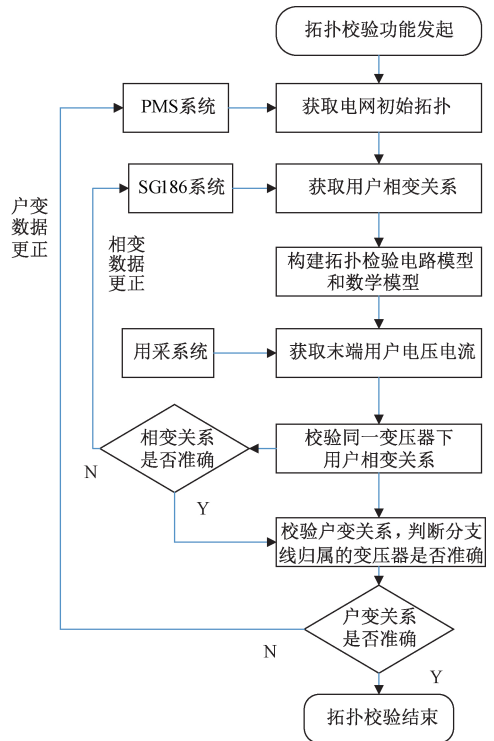 拓扑校验功能发起
PMS系统
获取电网初始拓扑
SG186系统
获取用户相变关系
户变
数据
更正
相变
数据
更正
构建拓扑检验电路模型
和数学模型
用采系统
获取末端用户电压电流
相变关系
是否准确
校验同一变压器下
用户相变关系
N
Y
校验户变关系，判断分支
线归属的变压器是否准确
户变关系
是否准确
N
Y
拓扑校验结束